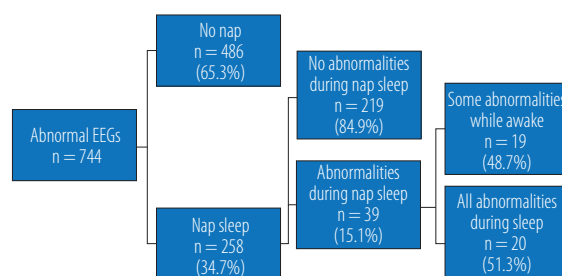 Abnormal EEGs
n = 744
No nap
n = 486
(65.3%)
Nap sleep
n = 258
(34.7%)
No abnormalities
during nap sleep
n = 219
(84.9%)
Abnormalities
during nap sleep
n = 39
(15.1%)
Some abnormalities
while awake
n = 19
(48.7%)
All abnormalities
during sleep
n = 20
(51.3%)